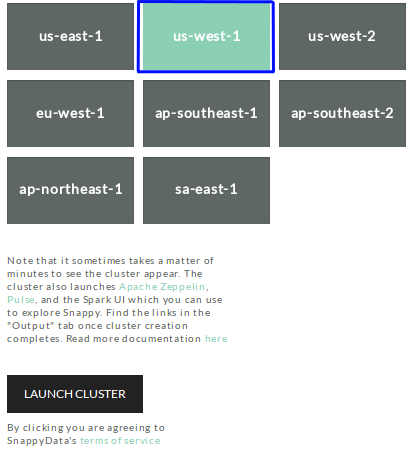 us-east-1 us-west-1 us-west-2
eu-west-1 ap-southeast-1 ap-southeast-2
ap-northeast-1 sa-east-1
Note that it sometimes takes a matter of
minutes to see the cluster appear. The
cluster also launches Apache Zeppelin,
Pulse, and the Spark UI which you can use
to explore Snappy. Find the links in the
"Output" tab once cluster creation
completes. Read more documentation here
LAUNCH CLUSTER
By clicking you are agreeing to
SnappyData's terms of service